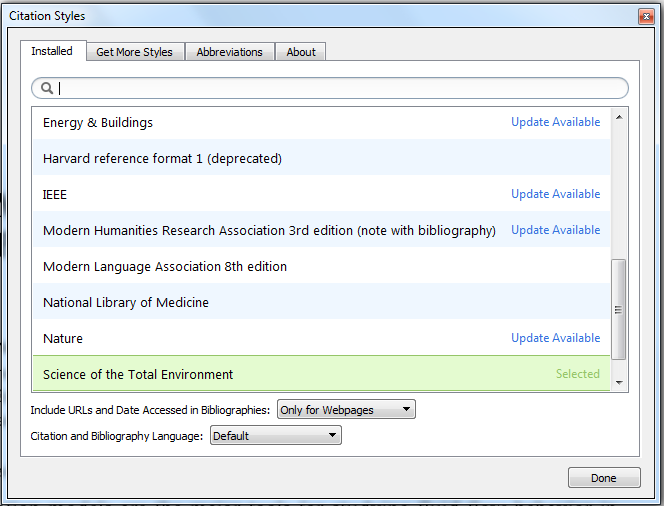 Citation Styles
Installed
Get More Styles
Abbreviations
About
Energy & Buildings Update Available
Harvard reference format 1 (deprecated)
IEEE Update Available
Modern Humanities Research Association 3rd edition (note with bibliography) Update Available
Modern Language Association 8th edition
National Library of Medicine
Nature Update Available
Science of the Total Environment Selected
Include URLs and Date Accessed in Bibliographies: Only for Webpages
Citation and Bibliography Language: Default
Done